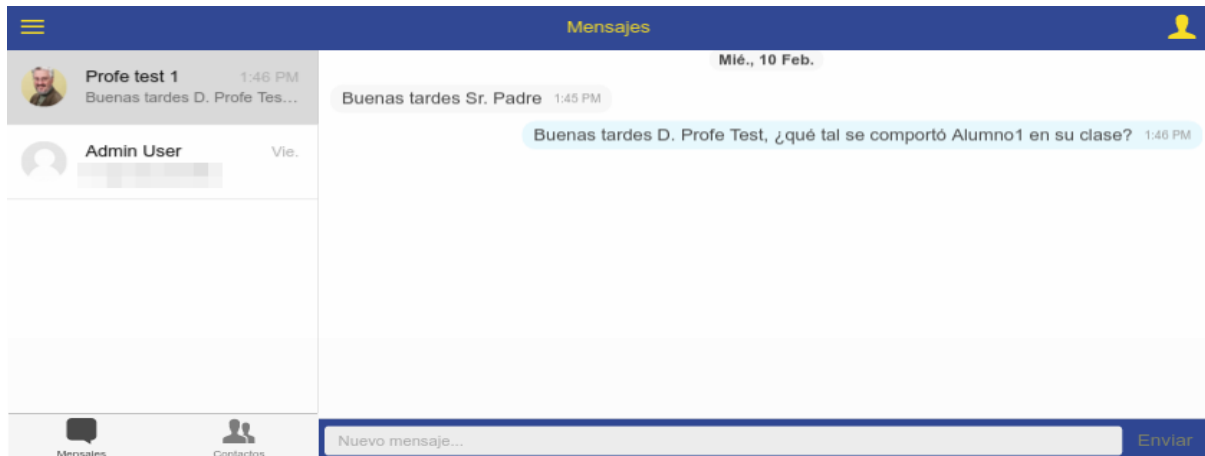 Mensajes
Profe test 1 1:46 PM
Buenas tardes D. Profe Tes...
Admin User Vie.
Mié., 10 Feb.
Buenas tardes Sr. Padre 1:45 PM
Buenas tardes D. Profe Test, ¿qué tal se comportó Alumno1 en su clase? 1:46 PM
Mensajes Contactos
Nuevo mensaje... Enviar